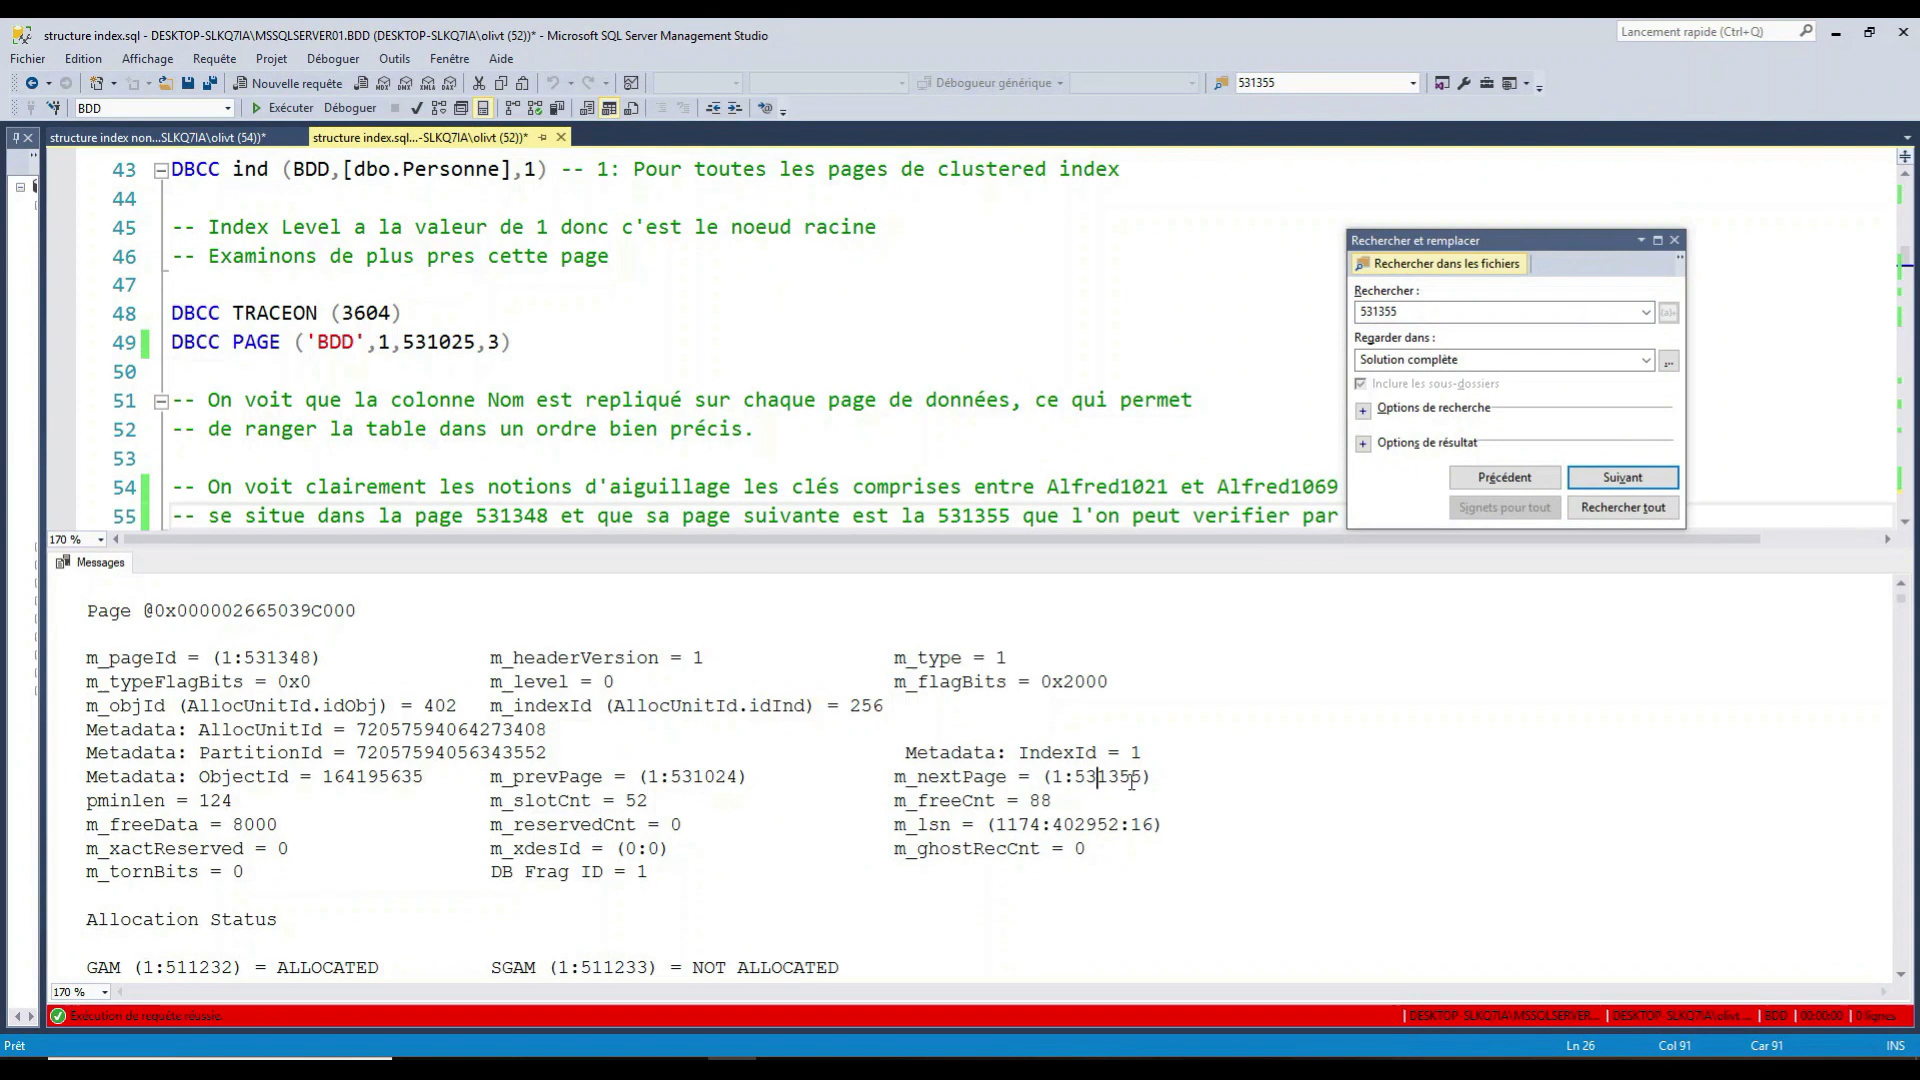 structure index.sql - DESKTOP-SLKQ7IA\MSSQLSERVER01.BDD (DESKTOP-SLKQ7IA\olivt (52))* - Microsoft SQL Server Management Studio
Lancement rapide (Ctrl+Q)
Fichier Edition Affichage Projet Déboguer Outils Fenêtre Aide
Requête
Nouvelle requête
Débogueur générique
531355
BDD
Exécuter Déboguer
structure index non...SLKQ7IA\olivt (54))*
structure index.sql...-SLKQ7IA\olivt (52))*
43 DBCC ind (BDD,[dbo.Personne],1) -- 1: Pour toutes les pages de clustered index
44
45 -- Index Level a la valeur de 1 donc c'est le noeud racine
46 -- Examinons de plus pres cette page
47
48 DBCC TRACEON (3604)
49 DBCC PAGE ('BDD',1,531025,3)
50
51 -- On voit que la colonne Nom est repliqué sur chaque page de données, ce qui permet
52 -- de ranger la table dans un ordre bien précis.
53
54 -- On voit clairement les notions d'aiguillage les clés comprises entre Alfred1021 et Alfred1069
55 -- se situe dans la page 531348 et que sa page suivante est la 531355 que l'on peut verifier par
170 %
Rechercher et remplacer
Rechercher dans les fichiers
Rechercher :
531355
Regarder dans :
Solution complète
...
Inclure les sous-dossiers
Options de recherche
Options de résultat
Précédent
Suivant
Signets pour tout
Rechercher tout
Messages
Page @0x000002665039C000
m_pageId = (1:531348) m_headerVersion = 1 m_type = 1
m_typeFlagBits = 0x0 m_level = 0 m_flagBits = 0x2000
m_objId (AllocUnitId.idObj) = 402 m_indexId (AllocUnitId.idInd) = 256
Metadata: AllocUnitId = 72057594064273408
Metadata: PartitionId = 72057594056343552 Metadata: IndexId = 1
Metadata: ObjectId = 164195635 m_prevPage = (1:531024) m_nextPage = (1:531355)
pminlen = 124 m_slotCnt = 52 m_freeCnt = 88
m_freeData = 8000 m_reservedCnt = 0 m_lsn = (1174:402952:16)
m_xactReserved = 0 m_xdesId = (0:0) m_ghostRecCnt = 0
m_tornBits = 0 DB Frag ID = 1
Allocation Status
GAM (1:511232) = ALLOCATED SGAM (1:511233) = NOT ALLOCATED
170 %
Exécution de requête réussie.
DESKTOP-SLKQ7IA\MSSQLSERVER... DESKTOP-SLKQ7IA\olivt ... BDD 00:00:00 0 lignes
Prêt
Ln 26 Col 91 Car 91 INS